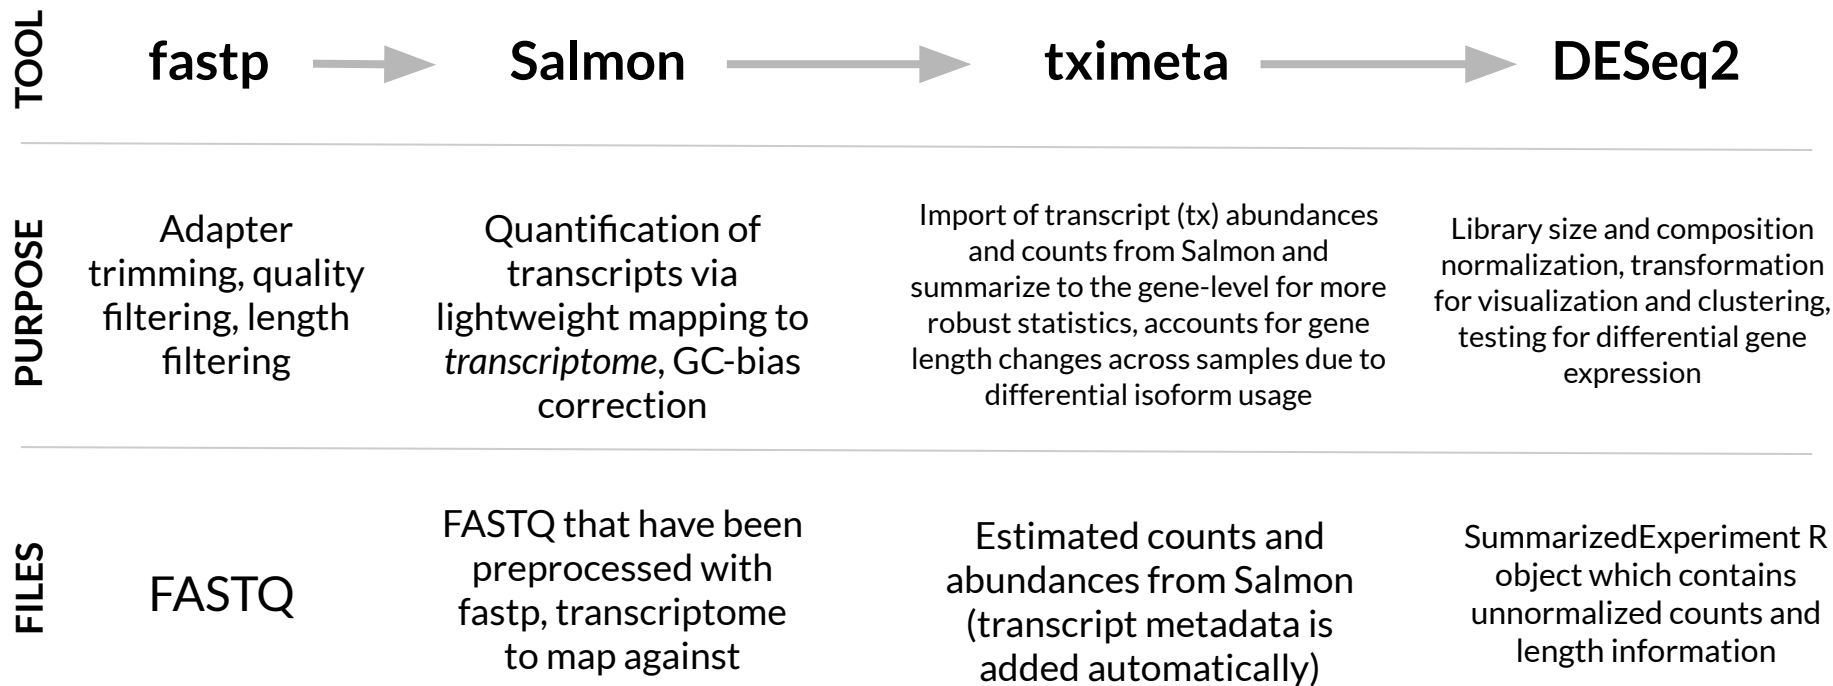 TOOL
fastp
Salmon
tximeta
DESeq2
PURPOSE
Adapter
trimming, quality
filtering, length
filtering
Quantification of
transcripts via
lightweight mapping to
transcriptome, GC-bias
correction
Import of transcript (tx) abundances
and counts from Salmon and
summarize to the gene-level for more
robust statistics, accounts for gene
length changes across samples due to
differential isoform usage
Library size and composition
normalization, transformation
for visualization and clustering,
testing for differential gene
expression
FILES
FASTQ
FASTQ that have been
preprocessed with
fastp, transcriptome
to map against
Estimated counts and
abundances from Salmon
(transcript metadata is
added automatically)
SummarizedExperiment R
object which contains
unnormalized counts and
length information